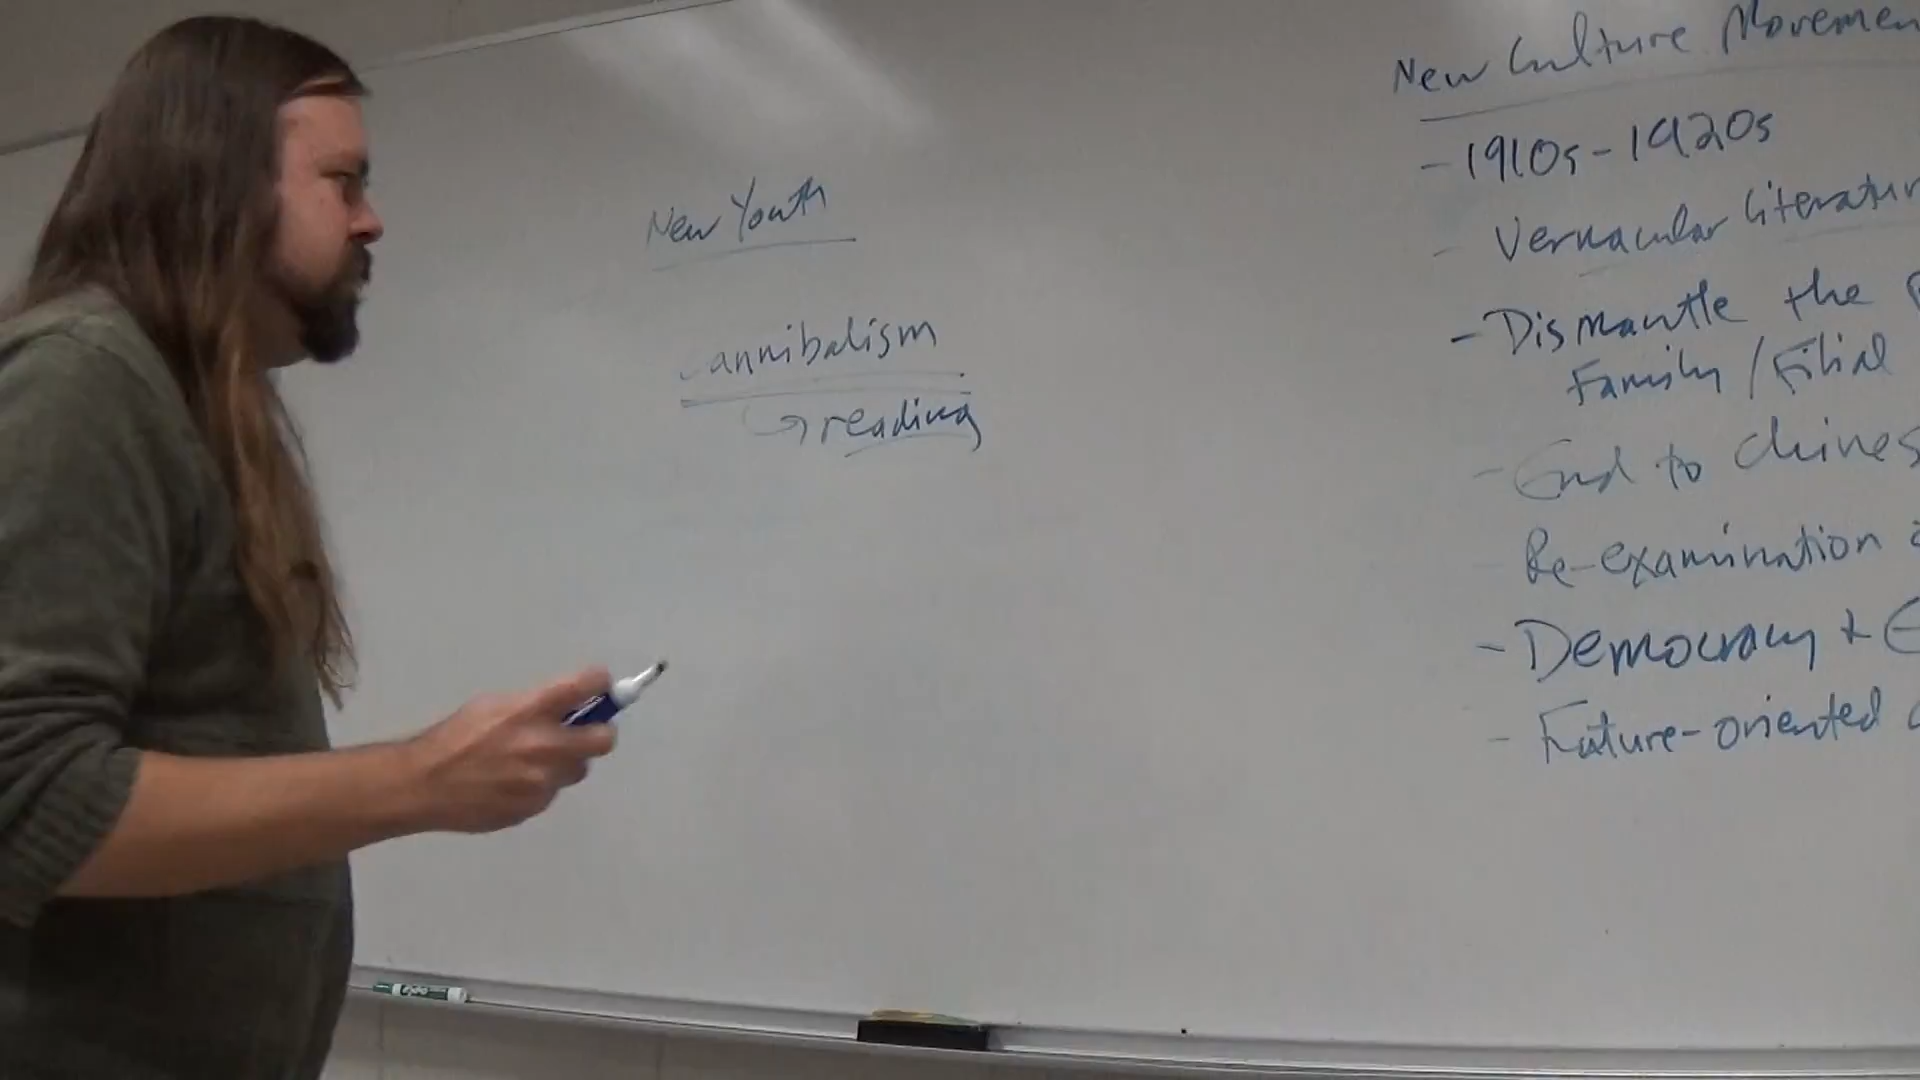 New Youth
Cannibalism
→ reading
New Culture Movemen
- 1910s - 1920s
- Vernacular Literatur
- Dismantle the
Family / Filial
- End to Chines
Re-examination
- Democracy +
- Future-oriented